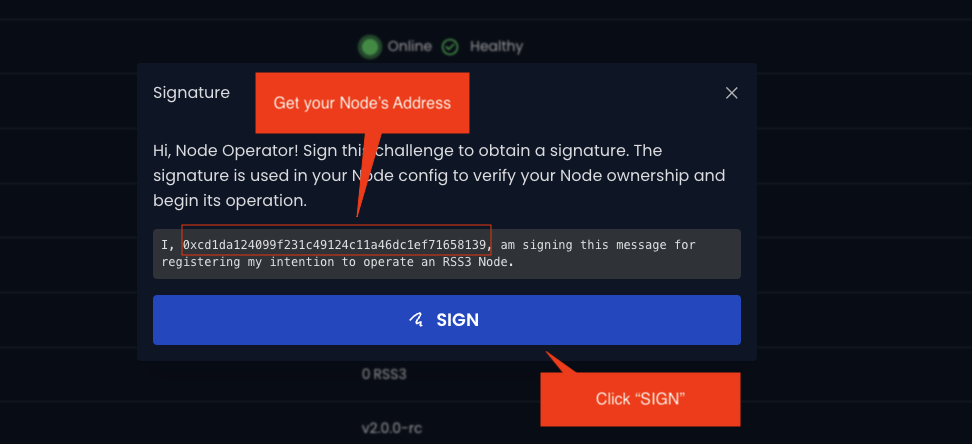 Online Healthy
Signature
Get your Node's Address
Hi, Node Operator! Sign this challenge to obtain a signature. The
signature is used in your Node config to verify your Node ownership and
begin its operation.
I, 0xcd1da124099f231c49124c11a46dc1ef71658139, am signing this message for
registering my intention to operate an RSS3 Node.
SIGN
0 RSS3
Click “SIGN”
v2.0.0-rc